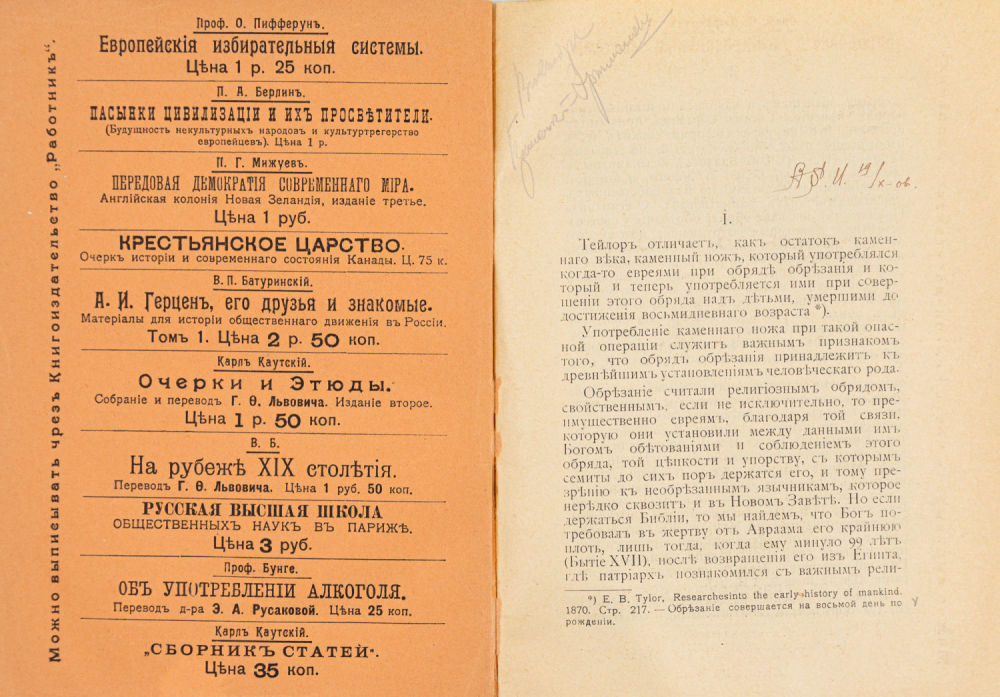 Можно выписывать чрезъ Книгоиздательство „Работникъ“.
Проф. О. Пифферунъ.
Европейскія избирательныя системы.
Цѣна 1 р. 25 коп.
П. А. Берлинъ.
ПАСЫНКИ ЦИВИЛИЗАЦІИ И ИХЪ ПРОСВѢТИТЕЛИ.
(Будущность некультурныхъ народовъ и культуртрегерство
европейцевъ). Цѣна 1 р.
П. Г. Мижуевъ.
ПЕРЕДОВАЯ ДЕМОКРАТІЯ СОВРЕМЕННАГО МІРА.
Англійская колонія Новая Зеландія, изданіе третье.
Цѣна 1 руб.
КРЕСТЬЯНСКОЕ ЦАРСТВО.
Очеркъ исторіи и современнаго состоянія Канады. Ц. 75 к.
В. П. Батуринскій.
А. И. Герценъ, его друзья и знакомые.
Матеріалы для исторіи общественнаго движенія въ Россіи.
Томъ 1. Цѣна 2 р. 50 коп.
Карлъ Каутскій.
Очерки и Этюды.
Собраніе и переводъ Г. Ѳ. Львовича. Изданіе второе.
Цѣна 1 р. 50 коп.
В. Б.
На рубежѣ XIX столѣтія.
Переводъ Г. Ѳ. Львовича. Цѣна 1 руб. 50 коп.
РУССКАЯ ВЫСШАЯ ШКОЛА
ОБЩЕСТВЕННЫХЪ НАУКЪ ВЪ ПАРИЖѢ.
Цѣна 3 руб.
Проф. Бунге.
ОБЪ УПОТРЕБЛЕНІИ АЛКОГОЛЯ.
Переводъ д-ра Э. А. Русаковой. Цѣна 25 коп.
Карлъ Каутскій.
„СБОРНИКЪ СТАТЕЙ“.
Цѣна 35 коп.
I.
Тейлоръ отличаетъ, какъ остатокъ камен-
наго вѣка, каменный ножъ, который употреблялся
когда-то евреями при обрядѣ обрѣзанія и ко-
торый и теперь употребляется ими при совер-
шеніи этого обряда надъ дѣтьми, умершими до
достиженія восьмидневнаго возраста *).
Употребленіе каменнаго ножа при такой опас-
ной операціи служитъ важнымъ признакомъ
того, что обрядъ обрѣзанія принадлежитъ къ
древнѣйшимъ установленіямъ человѣческаго рода.
Обрѣзаніе считали религіознымъ обрядомъ,
свойственнымъ, если не исключительно, то пре-
имущественно евреямъ, благодаря той связи,
которую они установили между данными имъ
Богомъ обѣтованіями и соблюденіемъ этого
обряда, той цѣпкости и упорству, съ которымъ
семиты до сихъ поръ держатся его, и тому пре-
зрѣнію къ необрѣзаннымъ язычникамъ, которое
нерѣдко сквозитъ и въ Новомъ Завѣтѣ. Но если
держаться Библіи, то мы найдемъ, что Богъ по-
требовалъ въ жертву отъ Авраама его крайнюю
плоть, лишь тогда, когда ему минуло 99 лѣтъ
(Бытіе XVII), послѣ возвращенія его изъ Египта,
гдѣ патріархъ познакомился съ важнымъ рели-
*) E. B. Tylor, Researchesinto the early history of mankind.
1870. Стр. 217. — Обрѣзаніе совершается на восьмой день по
рожденіи.